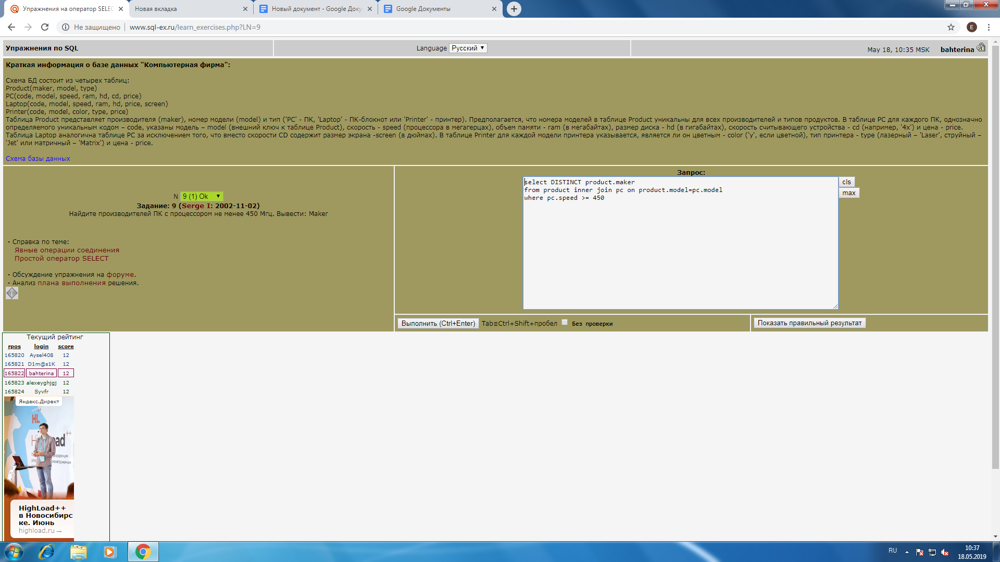 Упражнения на оператор SELEC
Новая вкладка
Новый документ - Google Доку
Google Документы
Не защищено
www.sql-ex.ru/learn_exercises.php?LN=9
E
Упражнения по SQL
Language Русский
May 18, 10:35 MSK bahterina
Краткая информация о базе данных "Компьютерная фирма":
Схема БД состоит из четырех таблиц:
Product(maker, model, type)
PC(code, model, speed, ram, hd, cd, price)
Laptop(code, model, speed, ram, hd, price, screen)
Printer(code, model, color, type, price)
Таблица Product представляет производителя (maker), номер модели (model) и тип ('PC' - ПК, 'Laptop' - ПК-блокнот или 'Printer' - принтер). Предполагается, что номера моделей в таблице Product уникальны для всех производителей и типов продуктов. В таблице PC для каждого ПК, однозначно
определяемого уникальным кодом – code, указаны модель – model (внешний ключ к таблице Product), скорость - speed (процессора в мегагерцах), объем памяти - ram (в мегабайтах), размер диска - hd (в гигабайтах), скорость считывающего устройства - cd (например, '4x') и цена - price.
Таблица Laptop аналогична таблице PC за исключением того, что вместо скорости CD содержит размер экрана -screen (в дюймах). В таблице Printer для каждой модели принтера указывается, является ли он цветным - color ('y', если цветной), тип принтера - type (лазерный – 'Laser', струйный –
'Jet' или матричный – 'Matrix') и цена - price.
Схема базы данных
N 9 (1) Ok
Задание: 9 (Serge I: 2002-11-02)
Найдите производителей ПК с процессором не менее 450 Мгц. Вывести: Maker
• Справка по теме:
Явные операции соединения
Простой оператор SELECT
• Обсуждение упражнения на форуме.
• Анализ плана выполнения решения.
Запрос:
select DISTINCT product.maker
from product inner join pc on product.model=pc.model
where pc.speed >= 450
cls
max
Выполнить (Ctrl+Enter) Tab≡Ctrl+Shift+пробел Без проверки
Показать правильный результат
Текущий рейтинг
rpos login score
165820 Aysel408 12
165821 D1m@s1K 12
165822 bahterina 12
165823 alexeyghjgj 12
165824 Syvfr 12
Яндекс.Директ
HL
HighLoad++
в Новосибирс
ке. Июнь
highload.ru →
RU
10:37
18.05.2019